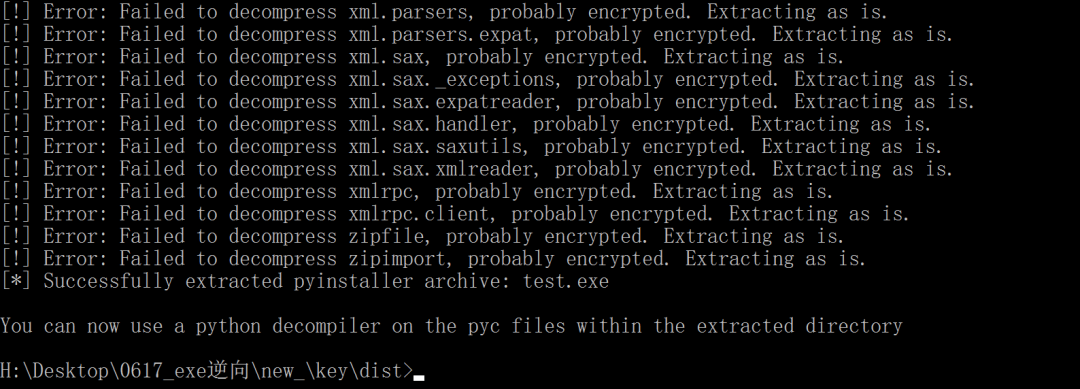 [!] Error: Failed to decompress xml.parsers, probably encrypted. Extracting as is.
[!] Error: Failed to decompress xml.parsers.expat, probably encrypted. Extracting as is.
[!] Error: Failed to decompress xml.sax, probably encrypted. Extracting as is.
[!] Error: Failed to decompress xml.sax._exceptions, probably encrypted. Extracting as is.
[!] Error: Failed to decompress xml.sax.expatreader, probably encrypted. Extracting as is.
[!] Error: Failed to decompress xml.sax.handler, probably encrypted. Extracting as is.
[!] Error: Failed to decompress xml.sax.saxutils, probably encrypted. Extracting as is.
[!] Error: Failed to decompress xml.sax.xmlreader, probably encrypted. Extracting as is.
[!] Error: Failed to decompress xmlrpc, probably encrypted. Extracting as is.
[!] Error: Failed to decompress xmlrpc.client, probably encrypted. Extracting as is.
[!] Error: Failed to decompress zipfile, probably encrypted. Extracting as is.
[!] Error: Failed to decompress zipimport, probably encrypted. Extracting as is.
[*] Successfully extracted pyinstaller archive: test.exe
You can now use a python decompiler on the pyc files within the extracted directory
H:\Desktop\0617_exe逆向\new_\key\dist>